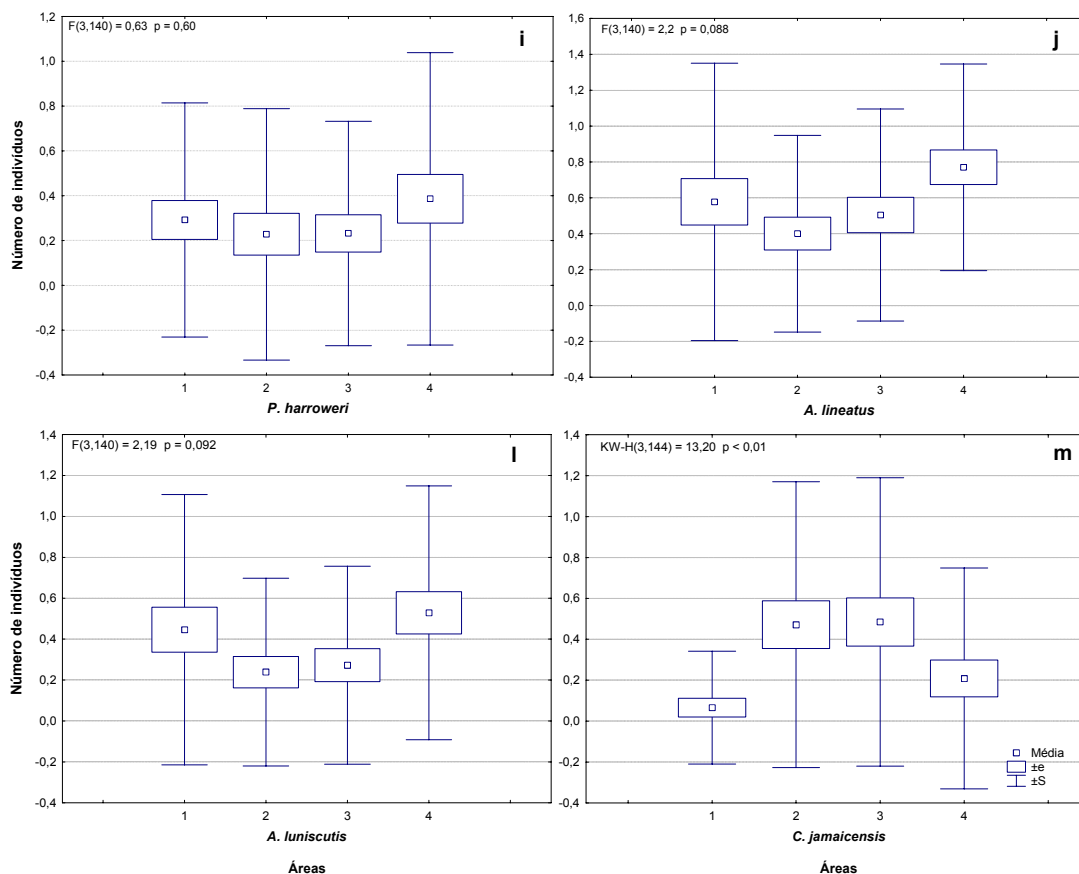 F(3,140) = 0,63 p = 0,60
i
Número de indivíduos
1,2
1,0
0,8
0,6
0,4
0,2
0,0
-0,2
-0,4
1
2
3
4
P. harroweri
F(3,140) = 2,2 p = 0,088
j
1,6
1,4
1,2
1,0
0,8
0,6
0,4
0,2
0,0
-0,2
-0,4
1
2
3
4
A. lineatus
F(3,140) = 2,19 p = 0,092
l
Número de indivíduos
1,4
1,2
1,0
0,8
0,6
0,4
0,2
0,0
-0,2
-0,4
1
2
3
4
A. luniscutis
Áreas
KW-H(3,144) = 13,20 p < 0,01
m
1,4
1,2
1,0
0,8
0,6
0,4
0,2
0,0
-0,2
-0,4
Média
±e
±S
1
2
3
4
C. jamaicensis
Áreas